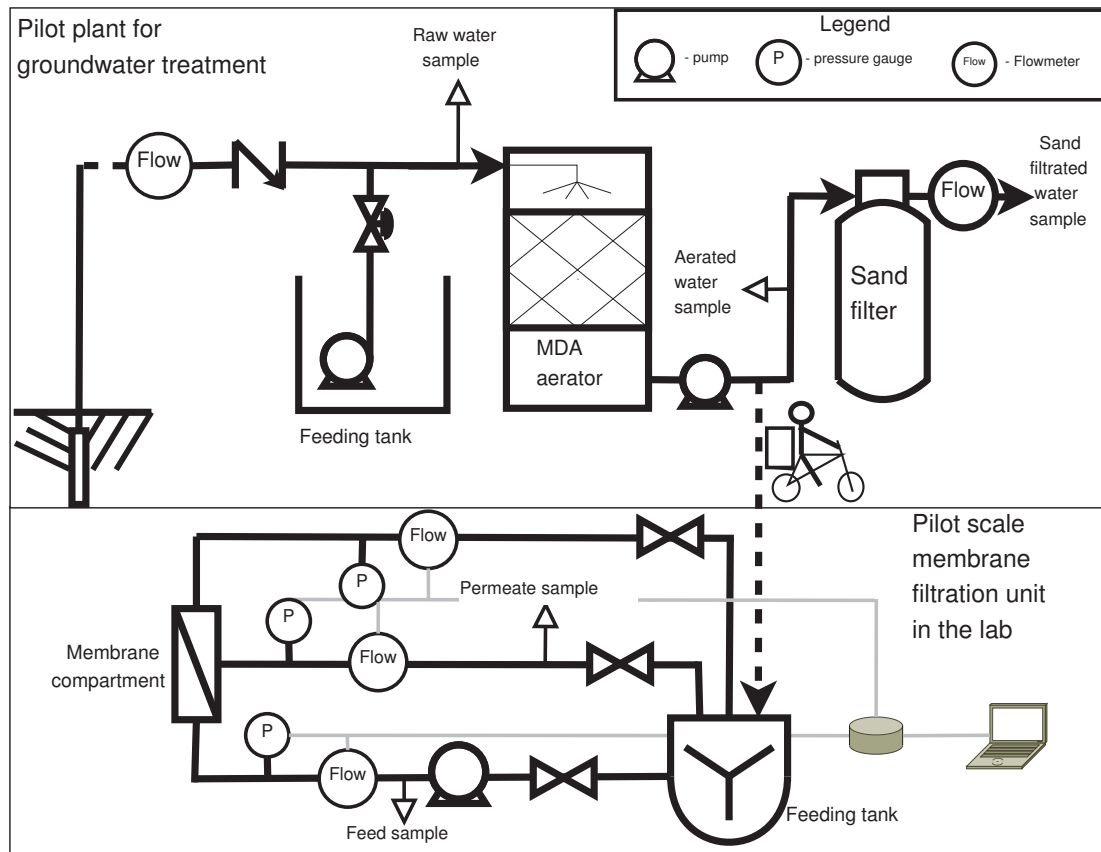 Pilot plant for
groundwater treatment
Raw water
sample
Legend
- pump
P
- pressure gauge
Flow
- Flowmeter
Flow
Sand
filtrated
water
sample
Flow
Aerated
water
sample
Sand
filter
MDA
aerator
Feeding tank
Pilot scale
membrane
filtration unit
in the lab
Flow
P
Permeate sample
P
Flow
Membrane
compartment
P
Flow
Feed sample
Feeding tank